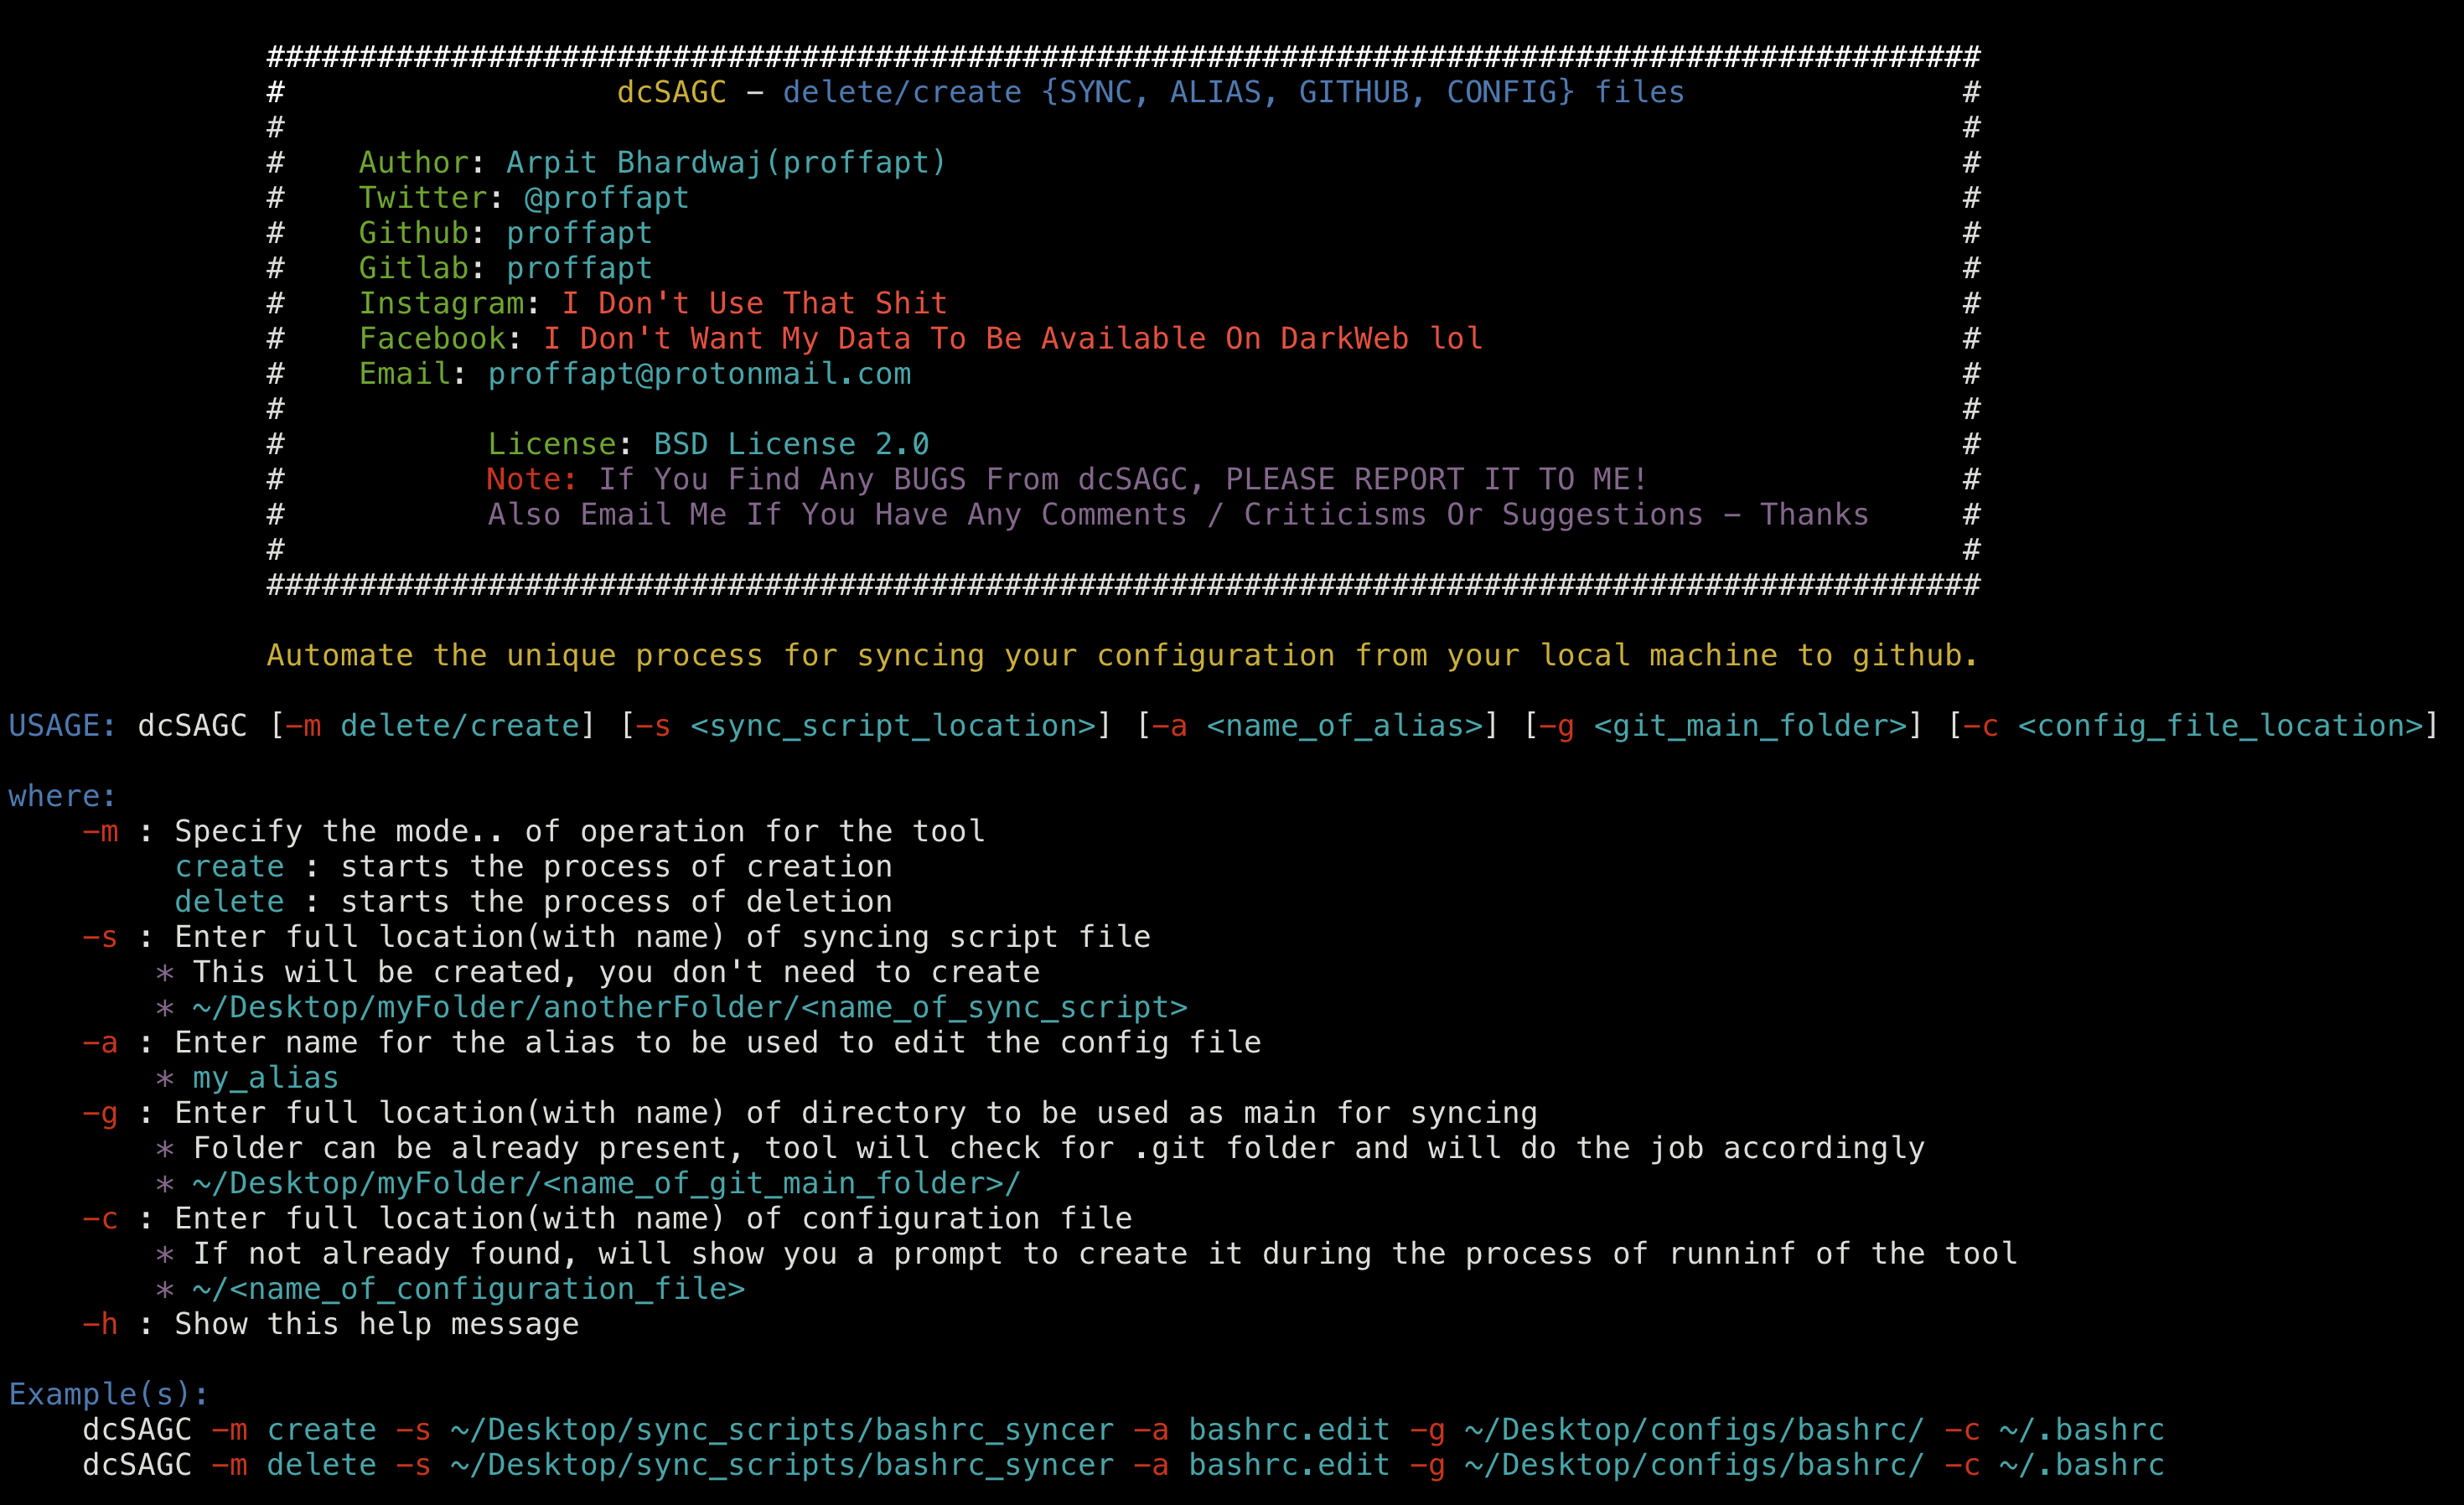 #############################################################################################
# dcSAGC - delete/create {SYNC, ALIAS, GITHUB, CONFIG} files #
# #
# Author: Arpit Bhardwaj(proffapt) #
# Twitter: @proffapt #
# Github: proffapt #
# Gitlab: proffapt #
# Instagram: I Don't Use That Shit #
# Facebook: I Don't Want My Data To Be Available On DarkWeb lol #
# Email: proffapt@protonmail.com #
# #
# License: BSD License 2.0 #
# Note: If You Find Any BUGS From dcSAGC, PLEASE REPORT IT TO ME! #
# Also Email Me If You Have Any Comments / Criticisms Or Suggestions - Thanks #
# #
#############################################################################################
Automate the unique process for syncing your configuration from your local machine to github.
USAGE: dcSAGC [-m delete/create] [-s <sync_script_location>] [-a <name_of_alias>] [-g <git_main_folder>] [-c <config_file_location>]
where:
-m : Specify the mode.. of operation for the tool
create : starts the process of creation
delete : starts the process of deletion
-s : Enter full location(with name) of syncing script file
* This will be created, you don't need to create
* ~/Desktop/myFolder/anotherFolder/<name_of_sync_script>
-a : Enter name for the alias to be used to edit the config file
* my_alias
-g : Enter full location(with name) of directory to be used as main for syncing
* Folder can be already present, tool will check for .git folder and will do the job accordingly
* ~/Desktop/myFolder/<name_of_git_main_folder>/
-c : Enter full location(with name) of configuration file
* If not already found, will show you a prompt to create it during the process of runninf of the tool
* ~/<name_of_configuration_file>
-h : Show this help message
Example(s):
dcSAGC -m create -s ~/Desktop/sync_scripts/bashrc_syncer -a bashrc.edit -g ~/Desktop/configs/bashrc/ -c ~/.bashrc
dcSAGC -m delete -s ~/Desktop/sync_scripts/bashrc_syncer -a bashrc.edit -g ~/Desktop/configs/bashrc/ -c ~/.bashrc